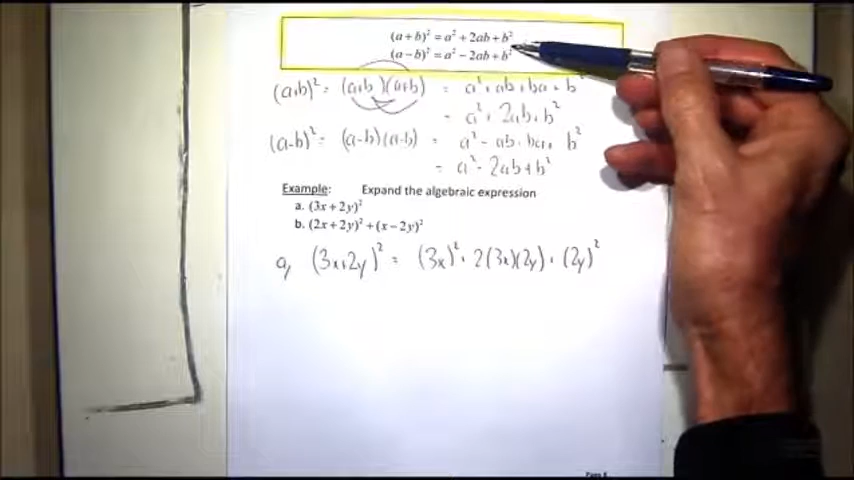 (a+b)² = a² + 2ab + b²
(a−b)² = a² − 2ab + b²
(a+b)² = (a+b)(a+b) = a² + ab + ba + b²
= a² + 2ab + b²
(a-b)² = (a-b)(a-b) = a² - ab - ba + b²
= a² - 2ab + b²
Example: Expand the algebraic expression
a. (3x + 2y)²
b. (2x + 2y)² + (x − 2y)²
a, (3x+2y)² = (3x)² + 2(3x)(2y) + (2y)²